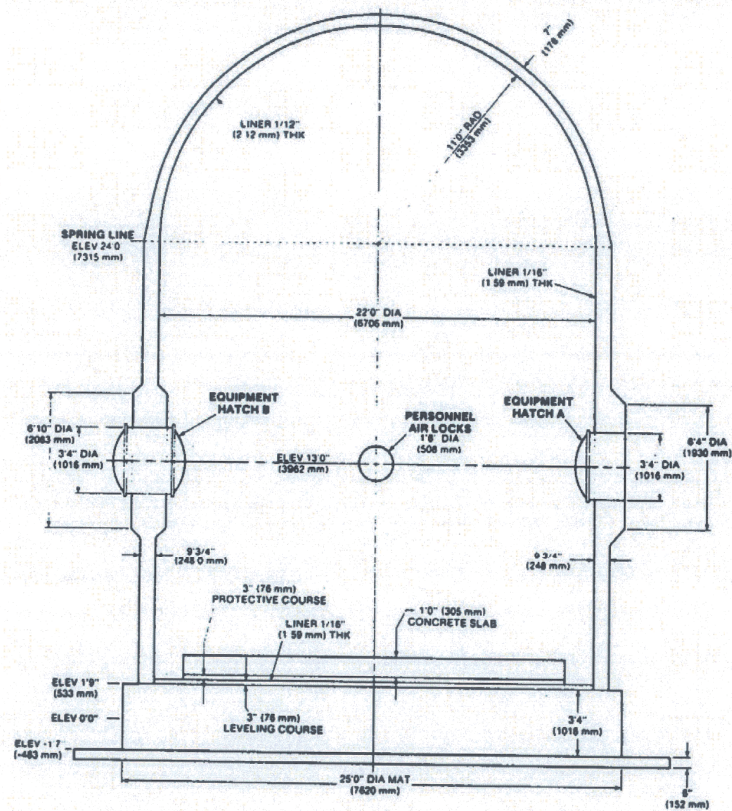 7"
(178 mm)
LINER 1/12"
(2 12 mm) THK
11'0" RAD
(3353 mm)
SPRING LINE
ELEV 24'0
(7315 mm)
LINER 1/16"
(1 59 mm) THK
22'0" DIA
(6706 mm)
EQUIPMENT
HATCH B
EQUIPMENT
HATCH A
PERSONNEL
AIR LOCKS
1'8" DIA
(508 mm)
6'10" DIA
(2083 mm)
3'4" DIA
(1016 mm)
ELEV 13'0"
(3962 mm)
3'4" DIA
(1016 mm)
6'4" DIA
(1930 mm)
9'3/4"
(248 0 mm)
9 3/4"
(248 mm)
3" (76 mm)
PROTECTIVE COURSE
1'0" (305 mm)
CONCRETE SLAB
LINER 1/16"
(1 59 mm) THK
ELEV 1'9"
(533 mm)
ELEV 0'0"
3" (76 mm)
LEVELING COURSE
3'4"
(1016 mm)
ELEV -1'7
(-483 mm)
25'0" DIA MAT
(7620 mm)
6"
(152 mm)